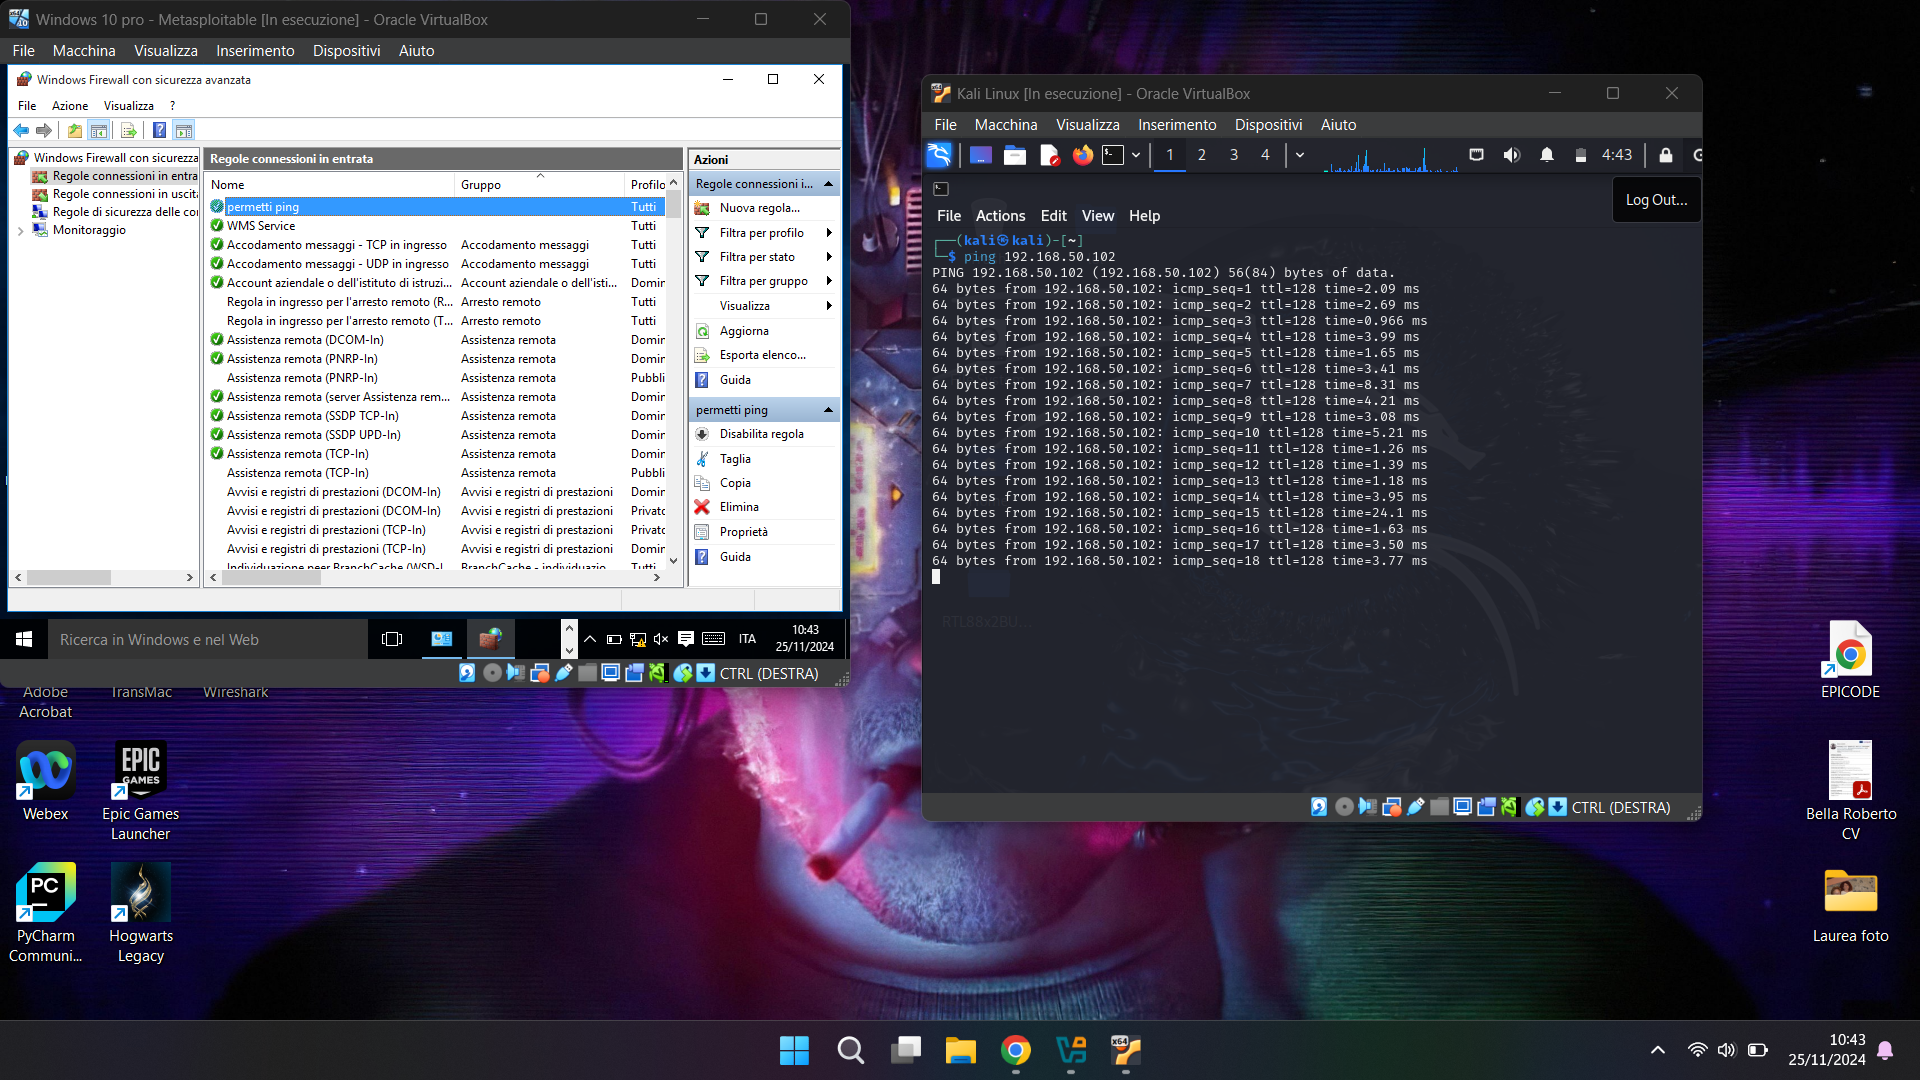 Windows 10 pro - Metasploitable [In esecuzione] - Oracle VirtualBox
File Macchina Visualizza Inserimento Dispositivi Aiuto
Windows Firewall con sicurezza avanzata
File Azione Visualizza ?
Windows Firewall con sicurezza
Regole connessioni in entra
Regole connessioni in uscit
Regole di sicurezza delle co
Monitoraggio
Regole connessioni in entrata
Nome Gruppo Profilo
permetti ping Tutti
WMS Service Tutti
Accodamento messaggi - TCP in ingresso Accodamento messaggi Tutti
Accodamento messaggi - UDP in ingresso Accodamento messaggi Tutti
Account aziendale o dell'istituto di istruzi... Account aziendale o dell'isti... Domin
Regola in ingresso per l'arresto remoto (R... Arresto remoto Tutti
Regola in ingresso per l'arresto remoto (T... Arresto remoto Tutti
Assistenza remota (DCOM-In) Assistenza remota Domin
Assistenza remota (PNRP-In) Assistenza remota Domin
Assistenza remota (PNRP-In) Assistenza remota Pubbli
Assistenza remota (server Assistenza rem... Assistenza remota Domin
Assistenza remota (SSDP TCP-In) Assistenza remota Domin
Assistenza remota (SSDP UPD-In) Assistenza remota Domin
Assistenza remota (TCP-In) Assistenza remota Domin
Assistenza remota (TCP-In) Assistenza remota Pubbli
Avvisi e registri di prestazioni (DCOM-In) Avvisi e registri di prestazioni Domin
Avvisi e registri di prestazioni (DCOM-In) Avvisi e registri di prestazioni Privato
Avvisi e registri di prestazioni (TCP-In) Avvisi e registri di prestazioni Privato
Avvisi e registri di prestazioni (TCP-In) Avvisi e registri di prestazioni Domin
Individuazione peer BranchCache (WSD-I BranchCache - individuazio Tutti
Azioni
Regole connessioni i...
Nuova regola...
Filtra per profilo
Filtra per stato
Filtra per gruppo
Visualizza
Aggiorna
Esporta elenco...
Guida
permetti ping
Disabilita regola
Taglia
Copia
Elimina
Proprietà
Guida
Ricerca in Windows e nel Web
ITA
10:43
25/11/2024
CTRL (DESTRA)
Kali Linux [In esecuzione] - Oracle VirtualBox
File Macchina Visualizza Inserimento Dispositivi Aiuto
1 2 3 4
4:43
Log Out...
File Actions Edit View Help
┌──(kali㉿kali)-[~]
└─$ ping 192.168.50.102
PING 192.168.50.102 (192.168.50.102) 56(84) bytes of data.
64 bytes from 192.168.50.102: icmp_seq=1 ttl=128 time=2.09 ms
64 bytes from 192.168.50.102: icmp_seq=2 ttl=128 time=2.69 ms
64 bytes from 192.168.50.102: icmp_seq=3 ttl=128 time=0.966 ms
64 bytes from 192.168.50.102: icmp_seq=4 ttl=128 time=3.99 ms
64 bytes from 192.168.50.102: icmp_seq=5 ttl=128 time=1.65 ms
64 bytes from 192.168.50.102: icmp_seq=6 ttl=128 time=3.41 ms
64 bytes from 192.168.50.102: icmp_seq=7 ttl=128 time=8.31 ms
64 bytes from 192.168.50.102: icmp_seq=8 ttl=128 time=4.21 ms
64 bytes from 192.168.50.102: icmp_seq=9 ttl=128 time=3.08 ms
64 bytes from 192.168.50.102: icmp_seq=10 ttl=128 time=5.21 ms
64 bytes from 192.168.50.102: icmp_seq=11 ttl=128 time=1.26 ms
64 bytes from 192.168.50.102: icmp_seq=12 ttl=128 time=1.39 ms
64 bytes from 192.168.50.102: icmp_seq=13 ttl=128 time=1.18 ms
64 bytes from 192.168.50.102: icmp_seq=14 ttl=128 time=3.95 ms
64 bytes from 192.168.50.102: icmp_seq=15 ttl=128 time=24.1 ms
64 bytes from 192.168.50.102: icmp_seq=16 ttl=128 time=1.63 ms
64 bytes from 192.168.50.102: icmp_seq=17 ttl=128 time=3.50 ms
64 bytes from 192.168.50.102: icmp_seq=18 ttl=128 time=3.77 ms
RTL88x2BU...
CTRL (DESTRA)
Adobe Acrobat
TransMac
Wireshark
Webex
EPIC GAMES
Epic Games Launcher
PC
PyCharm Communi...
Hogwarts Legacy
EPICODE
Bella Roberto CV
Laurea foto
x64
10:43
25/11/2024